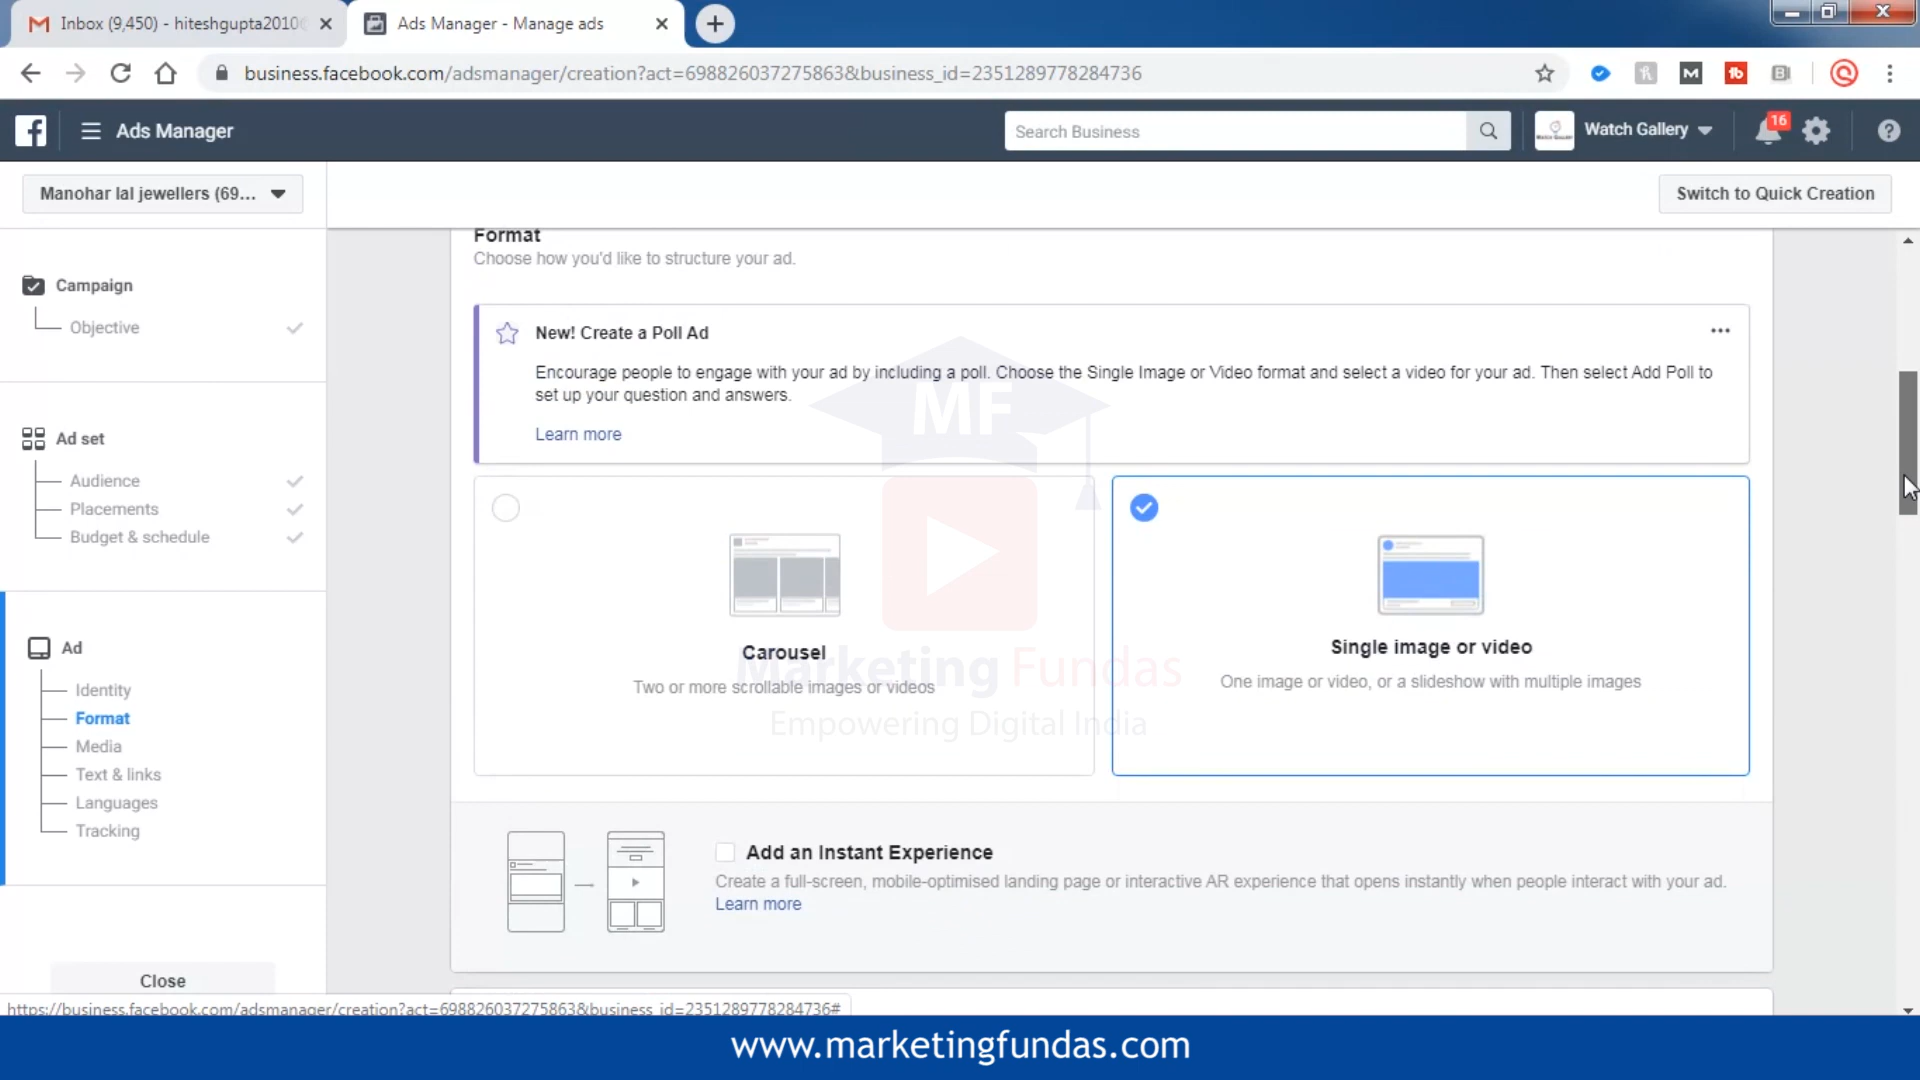 Inbox (9,450) - hiteshgupta2010
Ads Manager - Manage ads
business.facebook.com/adsmanager/creation?act=698826037275863&business_id=2351289778284736
Ads Manager
Search Business
Watch Gallery
16
Manohar lal jewellers (69...
Switch to Quick Creation
Campaign
Objective
Ad set
Audience
Placements
Budget & schedule
Ad
Identity
Format
Media
Text & links
Languages
Tracking
Close
Format
Choose how you'd like to structure your ad.
New! Create a Poll Ad
Encourage people to engage with your ad by including a poll. Choose the Single Image or Video format and select a video for your ad. Then select Add Poll to
set up your question and answers.
Learn more
MF
Carousel
Two or more scrollable images or videos
Single image or video
One image or video, or a slideshow with multiple images
Marketing Fundas
Empowering Digital India
Add an Instant Experience
Create a full-screen, mobile-optimised landing page or interactive AR experience that opens instantly when people interact with your ad.
Learn more
https://business.facebook.com/adsmanager/creation?act=698826037275863&business_id=2351289778284736#
www.marketingfundas.com